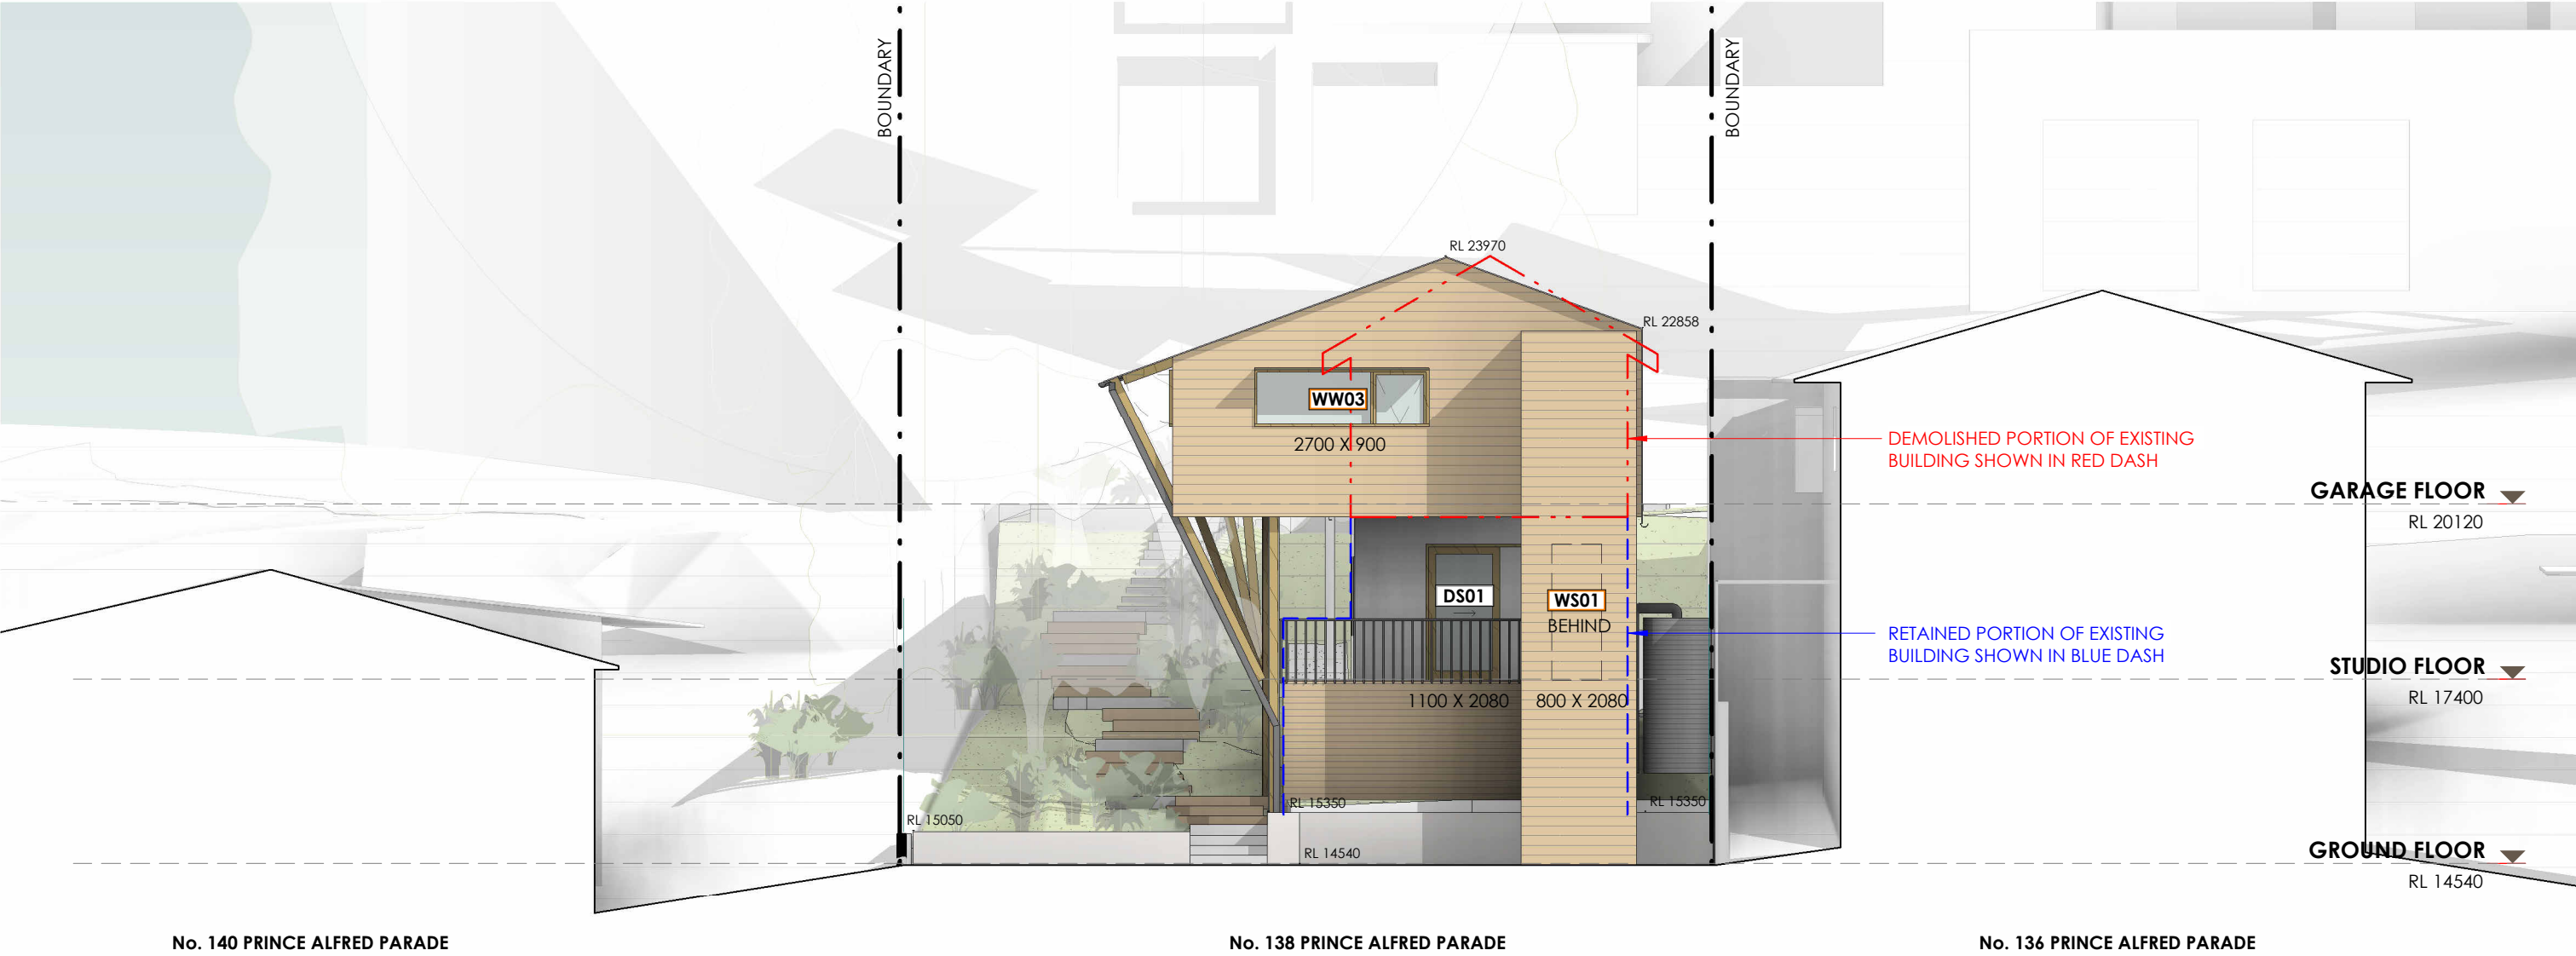 BOUNDARY
BOUNDARY
RL 23970
RL 22858
WW03
2700 X 900
DEMOLISHED PORTION OF EXISTING
BUILDING SHOWN IN RED DASH
GARAGE FLOOR
RL 20120
DS01
WS01
BEHIND
RETAINED PORTION OF EXISTING
BUILDING SHOWN IN BLUE DASH
STUDIO FLOOR
RL 17400
1100 X 2080
800 X 2080
RL 15350
RL 15350
RL 15050
RL 14540
GROUND FLOOR
RL 14540
No. 140 PRINCE ALFRED PARADE
No. 138 PRINCE ALFRED PARADE
No. 136 PRINCE ALFRED PARADE